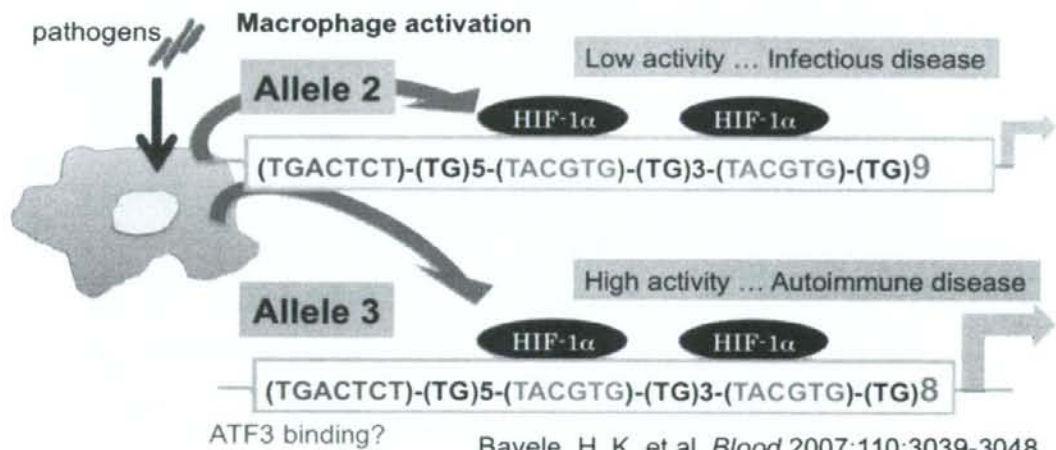 pathogens
Macrophage activation
Low activity ... Infectious disease
Allele 2
HIF-1α HIF-1α
(TGACTCT)-(TG)5-(TACGTG)-(TG)3-(TACGTG)-(TG)9
High activity ... Autoimmune disease
Allele 3
HIF-1α HIF-1α
(TGACTCT)-(TG)5-(TACGTG)-(TG)3-(TACGTG)-(TG)8
ATF3 binding?
Bayele, H. K. et al. Blood 2007;110:3039-3048